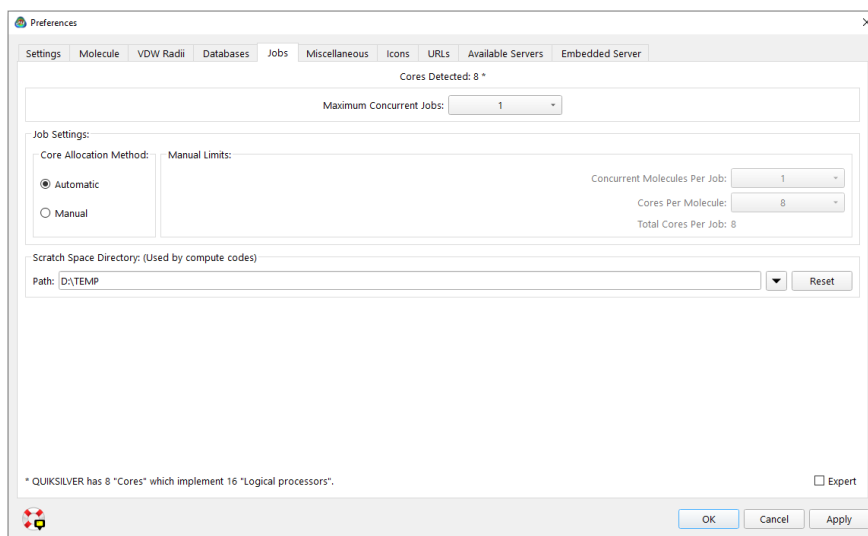 Preferences
Settings Molecule VDW Radii Databases Jobs Miscellaneous Icons URLs Available Servers Embedded Server
Cores Detected: 8 *
Maximum Concurrent Jobs: 1
Job Settings:
Core Allocation Method: Manual Limits:
Automatic
Concurrent Molecules Per Job: 1
Cores Per Molecule: 8
Manual
Total Cores Per Job: 8
Scratch Space Directory: (Used by compute codes)
Path: D:\TEMP Reset
* QUIKSILVER has 8 "Cores" which implement 16 "Logical processors". Expert
OK Cancel Apply